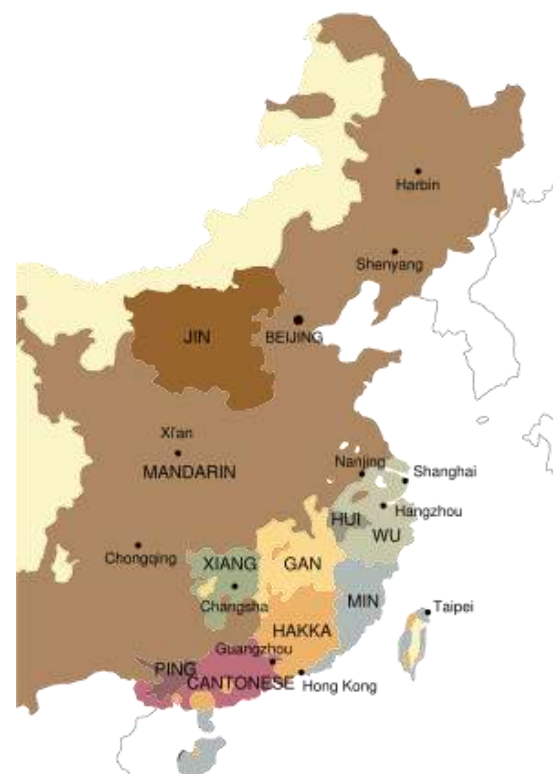 Harbin
Shenyang
JIN
BEIJING
Xi'an
MANDARIN
Nanjing
Shanghai
HUI
Hangzhou
WU
Chongqing
XIANG
GAN
Changsha
MIN
Taipei
HAKKA
Guangzhou
PING
CANTONESE
Hong Kong